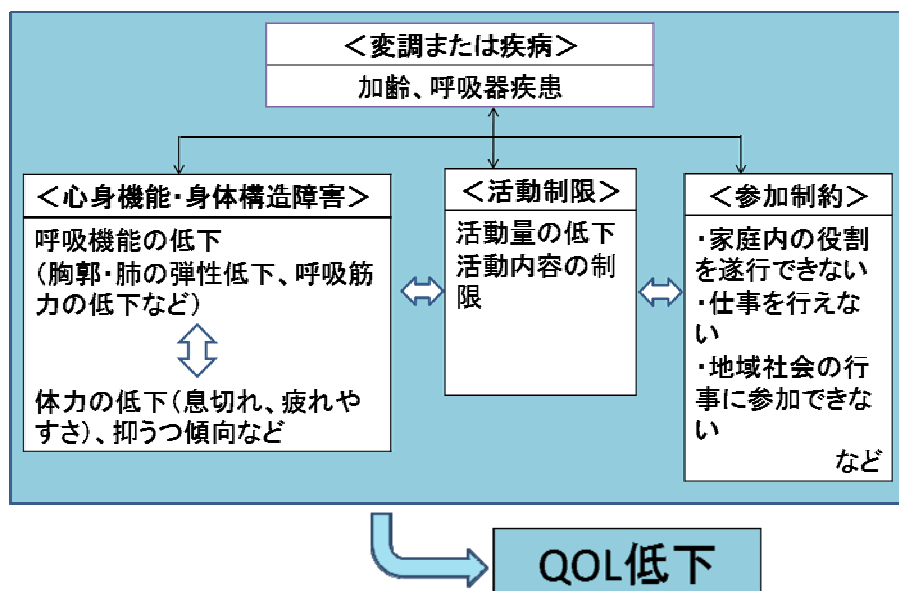 ＜変調または疾病＞
加齢、呼吸器疾患
＜心身機能・身体構造障害＞
呼吸機能の低下
（胸郭・肺の弾性低下、呼吸筋
力の低下など）
体力の低下（息切れ、疲れや
すさ）、抑うつ傾向など
＜活動制限＞
活動量の低下
活動内容の制
限
＜参加制約＞
・家庭内の役割
を遂行できない
・仕事を行えな
い
・地域社会の行
事に参加できな
い
など
QOL低下